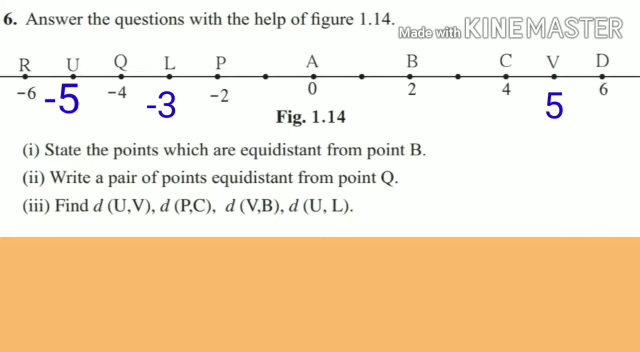 6. Answer the questions with the help of figure 1.14.
Made with KINEMASTER
R U Q L P A B C V D
-6 -5 -4 -3 -2 0 2 4 5 6
Fig. 1.14
(i) State the points which are equidistant from point B.
(ii) Write a pair of points equidistant from point Q.
(iii) Find d (U,V), d (P,C), d (V,B), d (U, L).